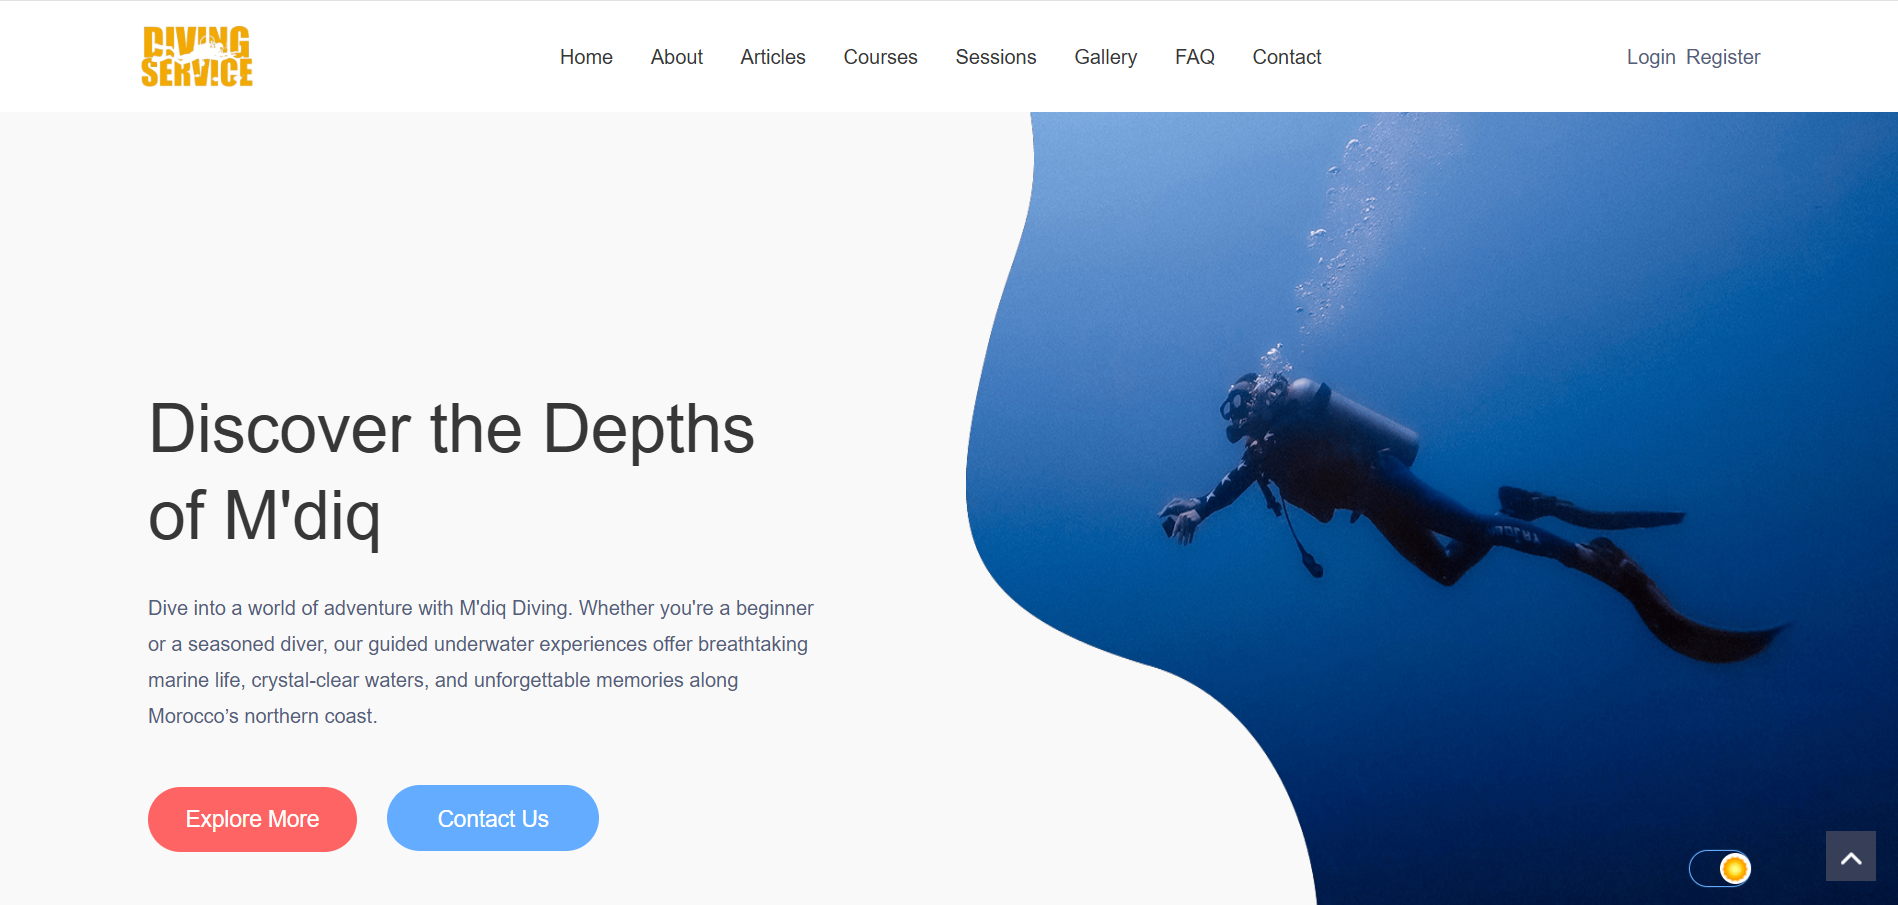 DIVING
SERVICE
Home About Articles Courses Sessions Gallery FAQ Contact
Login Register
Discover the Depths
of M'diq
Dive into a world of adventure with M'diq Diving. Whether you're a beginner
or a seasoned diver, our guided underwater experiences offer breathtaking
marine life, crystal-clear waters, and unforgettable memories along
Morocco’s northern coast.
Explore More
Contact Us